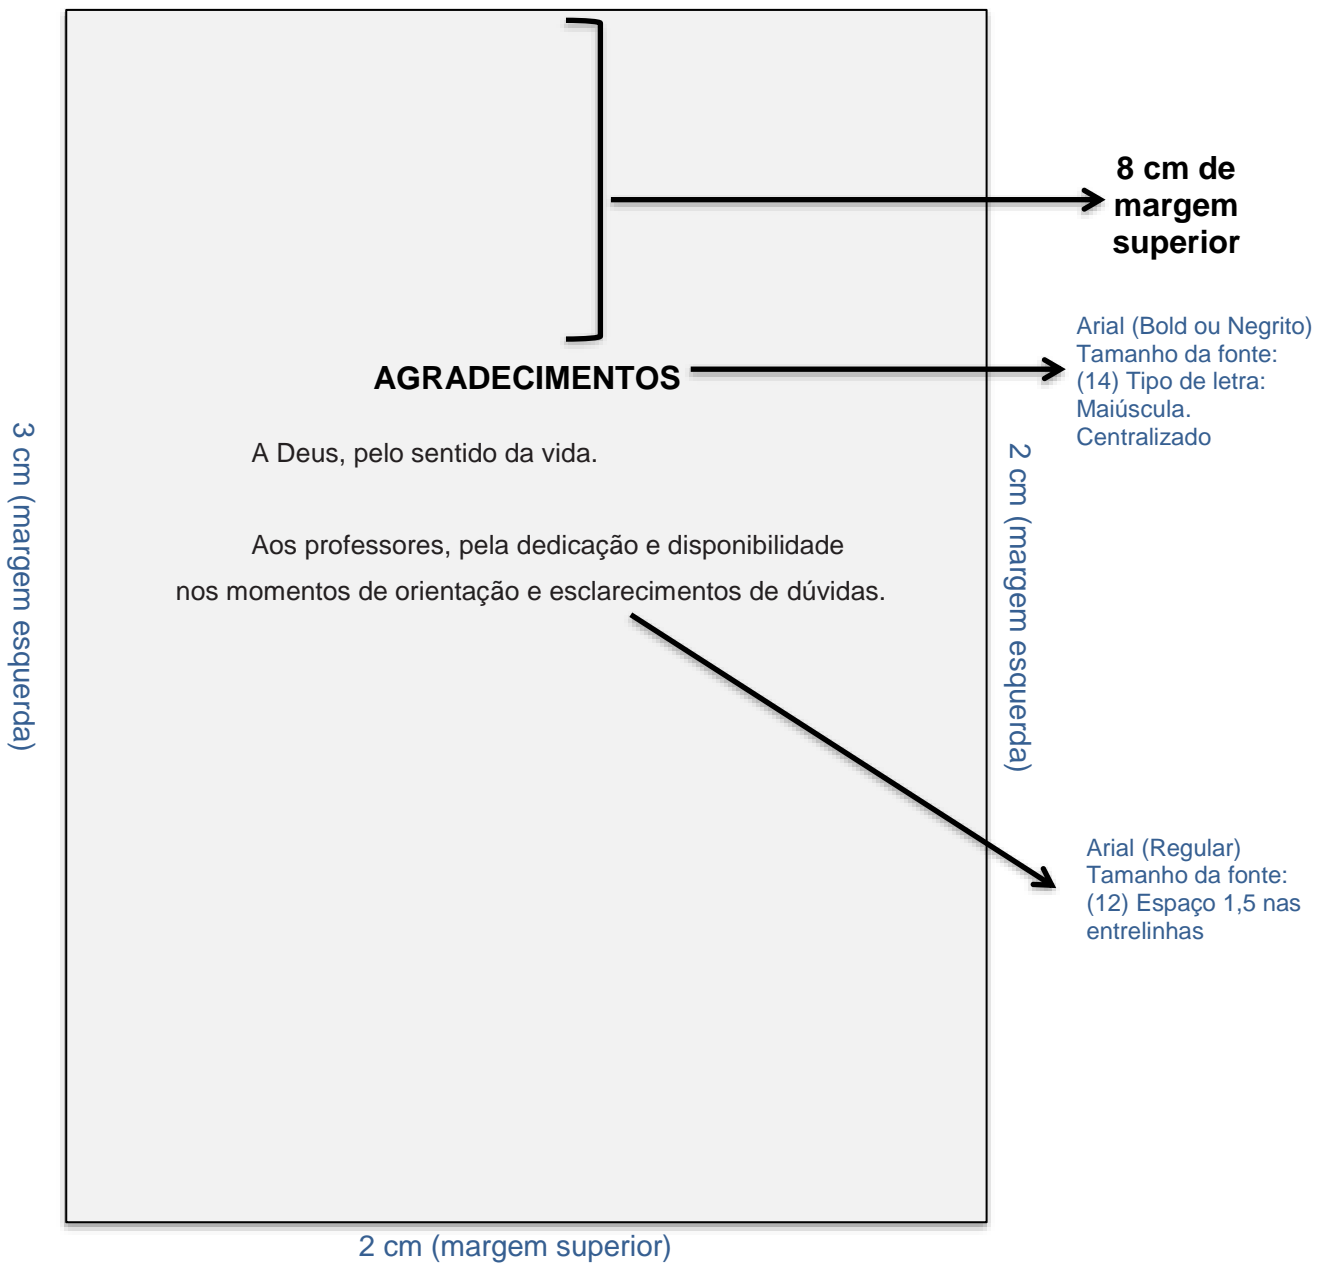 8 cm de
margem
superior
Arial (Bold ou Negrito)
Tamanho da fonte:
(14) Tipo de letra:
Maiúscula.
Centralizado
AGRADECIMENTOS
A Deus, pelo sentido da vida.
Aos professores, pela dedicação e disponibilidade
nos momentos de orientação e esclarecimentos de dúvidas.
3 cm (margem esquerda)
2 cm (margem esquerda)
Arial (Regular)
Tamanho da fonte:
(12) Espaço 1,5 nas
entrelinhas
2 cm (margem superior)